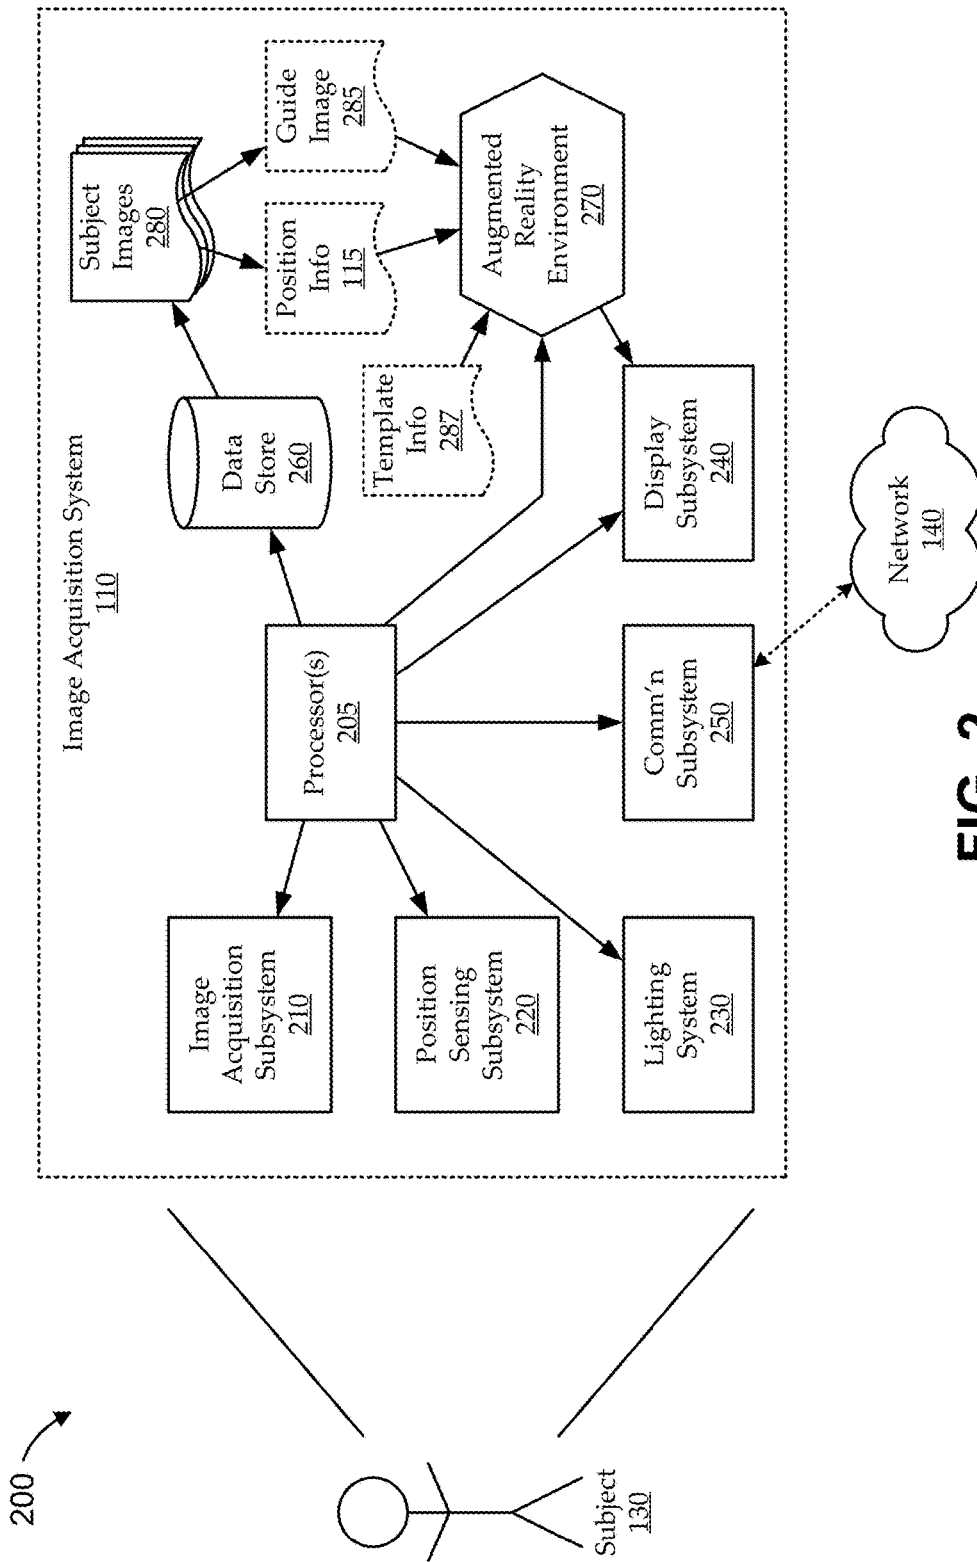 200
Image Acquisition System
110
Subject
130
Image
Acquisition
Subsystem
210
Position
Sensing
Subsystem
220
Lighting
System
230
Processor(s)
205
Comm'n
Subsystem
250
Data
Store
260
Template
Info
287
Display
Subsystem
240
Subject
Images
280
Position
Info
115
Guide
Image
285
Augmented
Reality
Environment
270
Network
140
FIG. 2